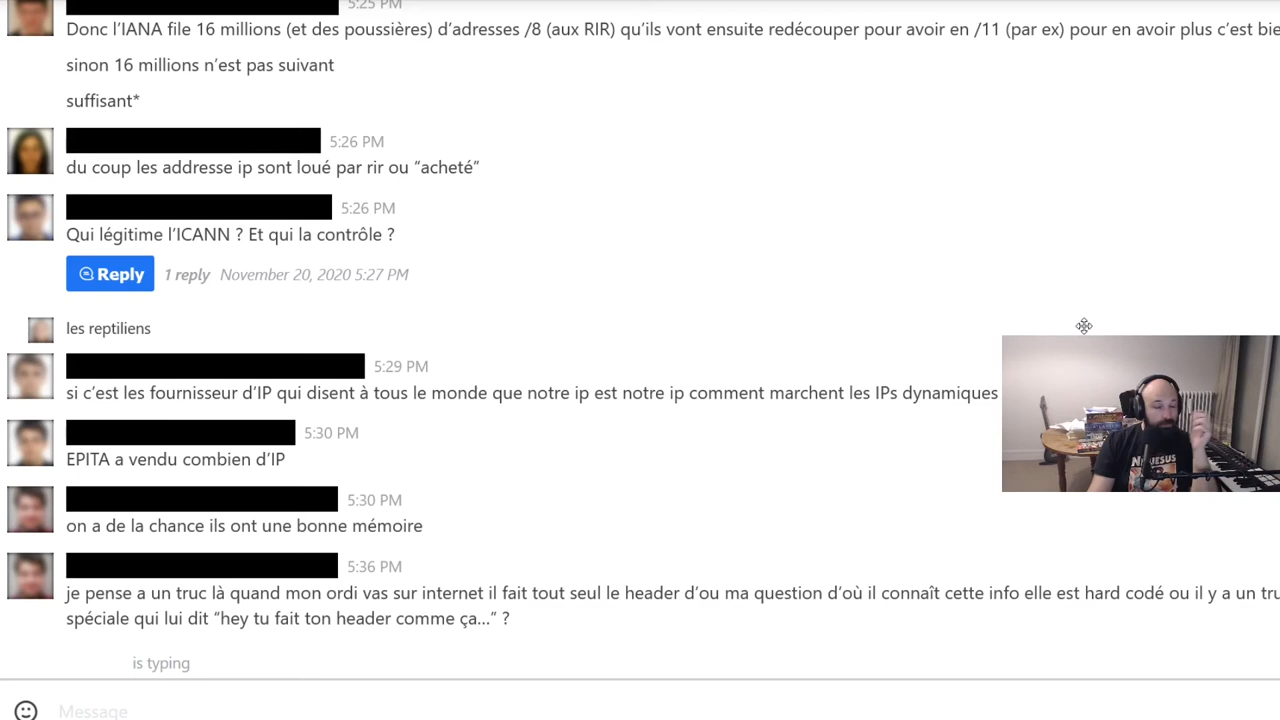 5:25 PM
Donc l’IANA file 16 millions (et des poussières) d’adresses /8 (aux RIR) qu’ils vont ensuite redécouper pour avoir en /11 (par ex) pour en avoir plus c’est
sinon 16 millions n’est pas suivant
suffisant*
5:26 PM
du coup les addresse ip sont loué par rir ou “acheté”
5:26 PM
Qui légitime l’ICANN ? Et qui la contrôle ?
Reply 1 reply November 20, 2020 5:27 PM
les reptiliens
5:29 PM
si c’est les fournisseur d’IP qui disent à tous le monde que notre ip est notre ip comment marchent les IPs dynamiques
5:30 PM
EPITA a vendu combien d’IP
5:30 PM
on a de la chance ils ont une bonne mémoire
5:36 PM
je pense a un truc là quand mon ordi vas sur internet il fait tout seul le header d’ou ma question d’où il connaît cette info elle est hard codé ou il y a un
spéciale qui lui dit “hey tu fait ton header comme ça...” ?
is typing
Message